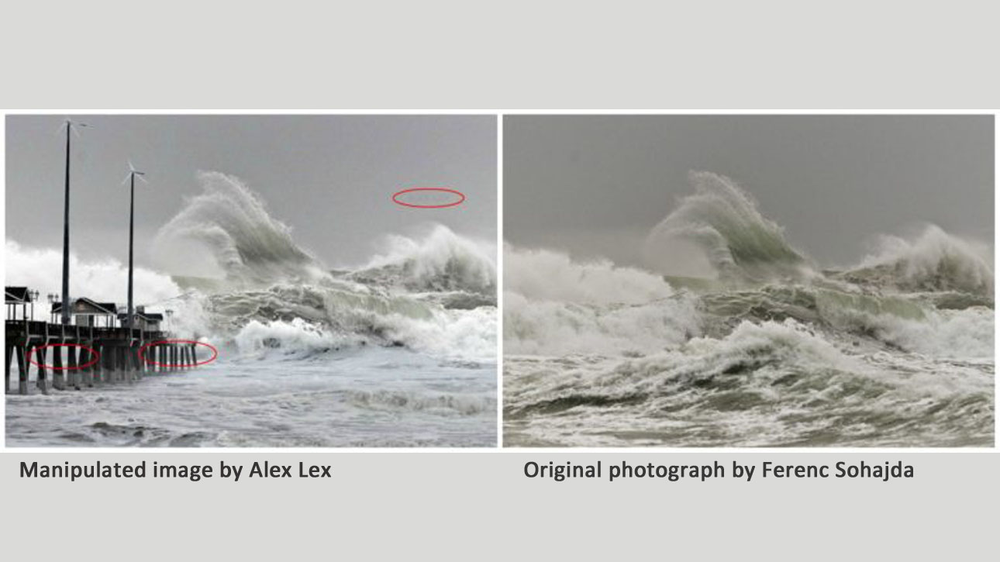 Manipulated image by Alex Lex
Original photograph by Ferenc Sohajda